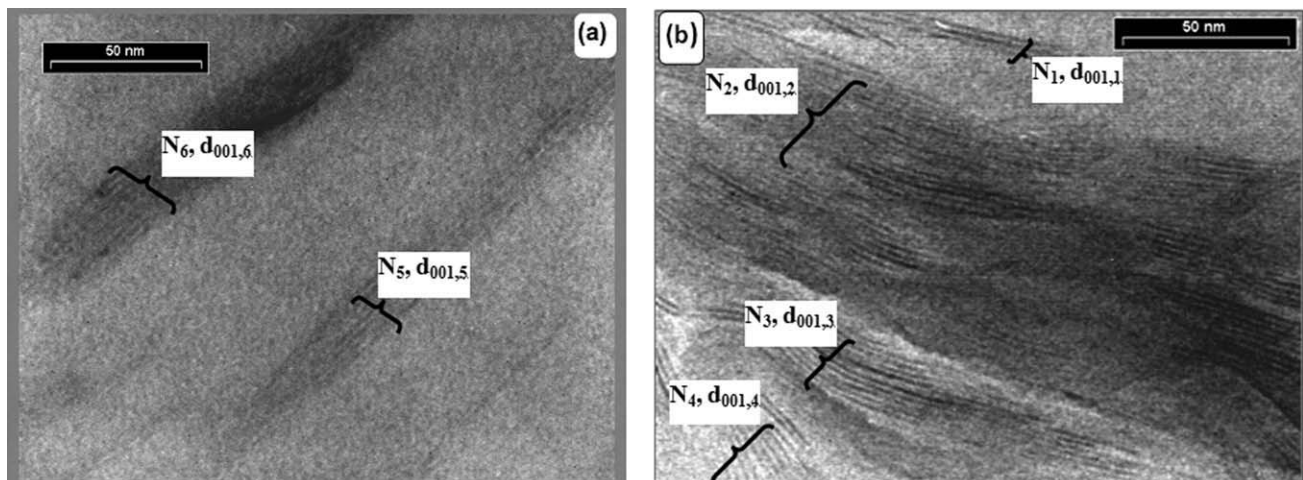 50 nm
(a)
N6, d001,6
N5, d001,5
(b)
50 nm
N1, d001,1
N2, d001,2
N3, d001,3
N4, d001,4